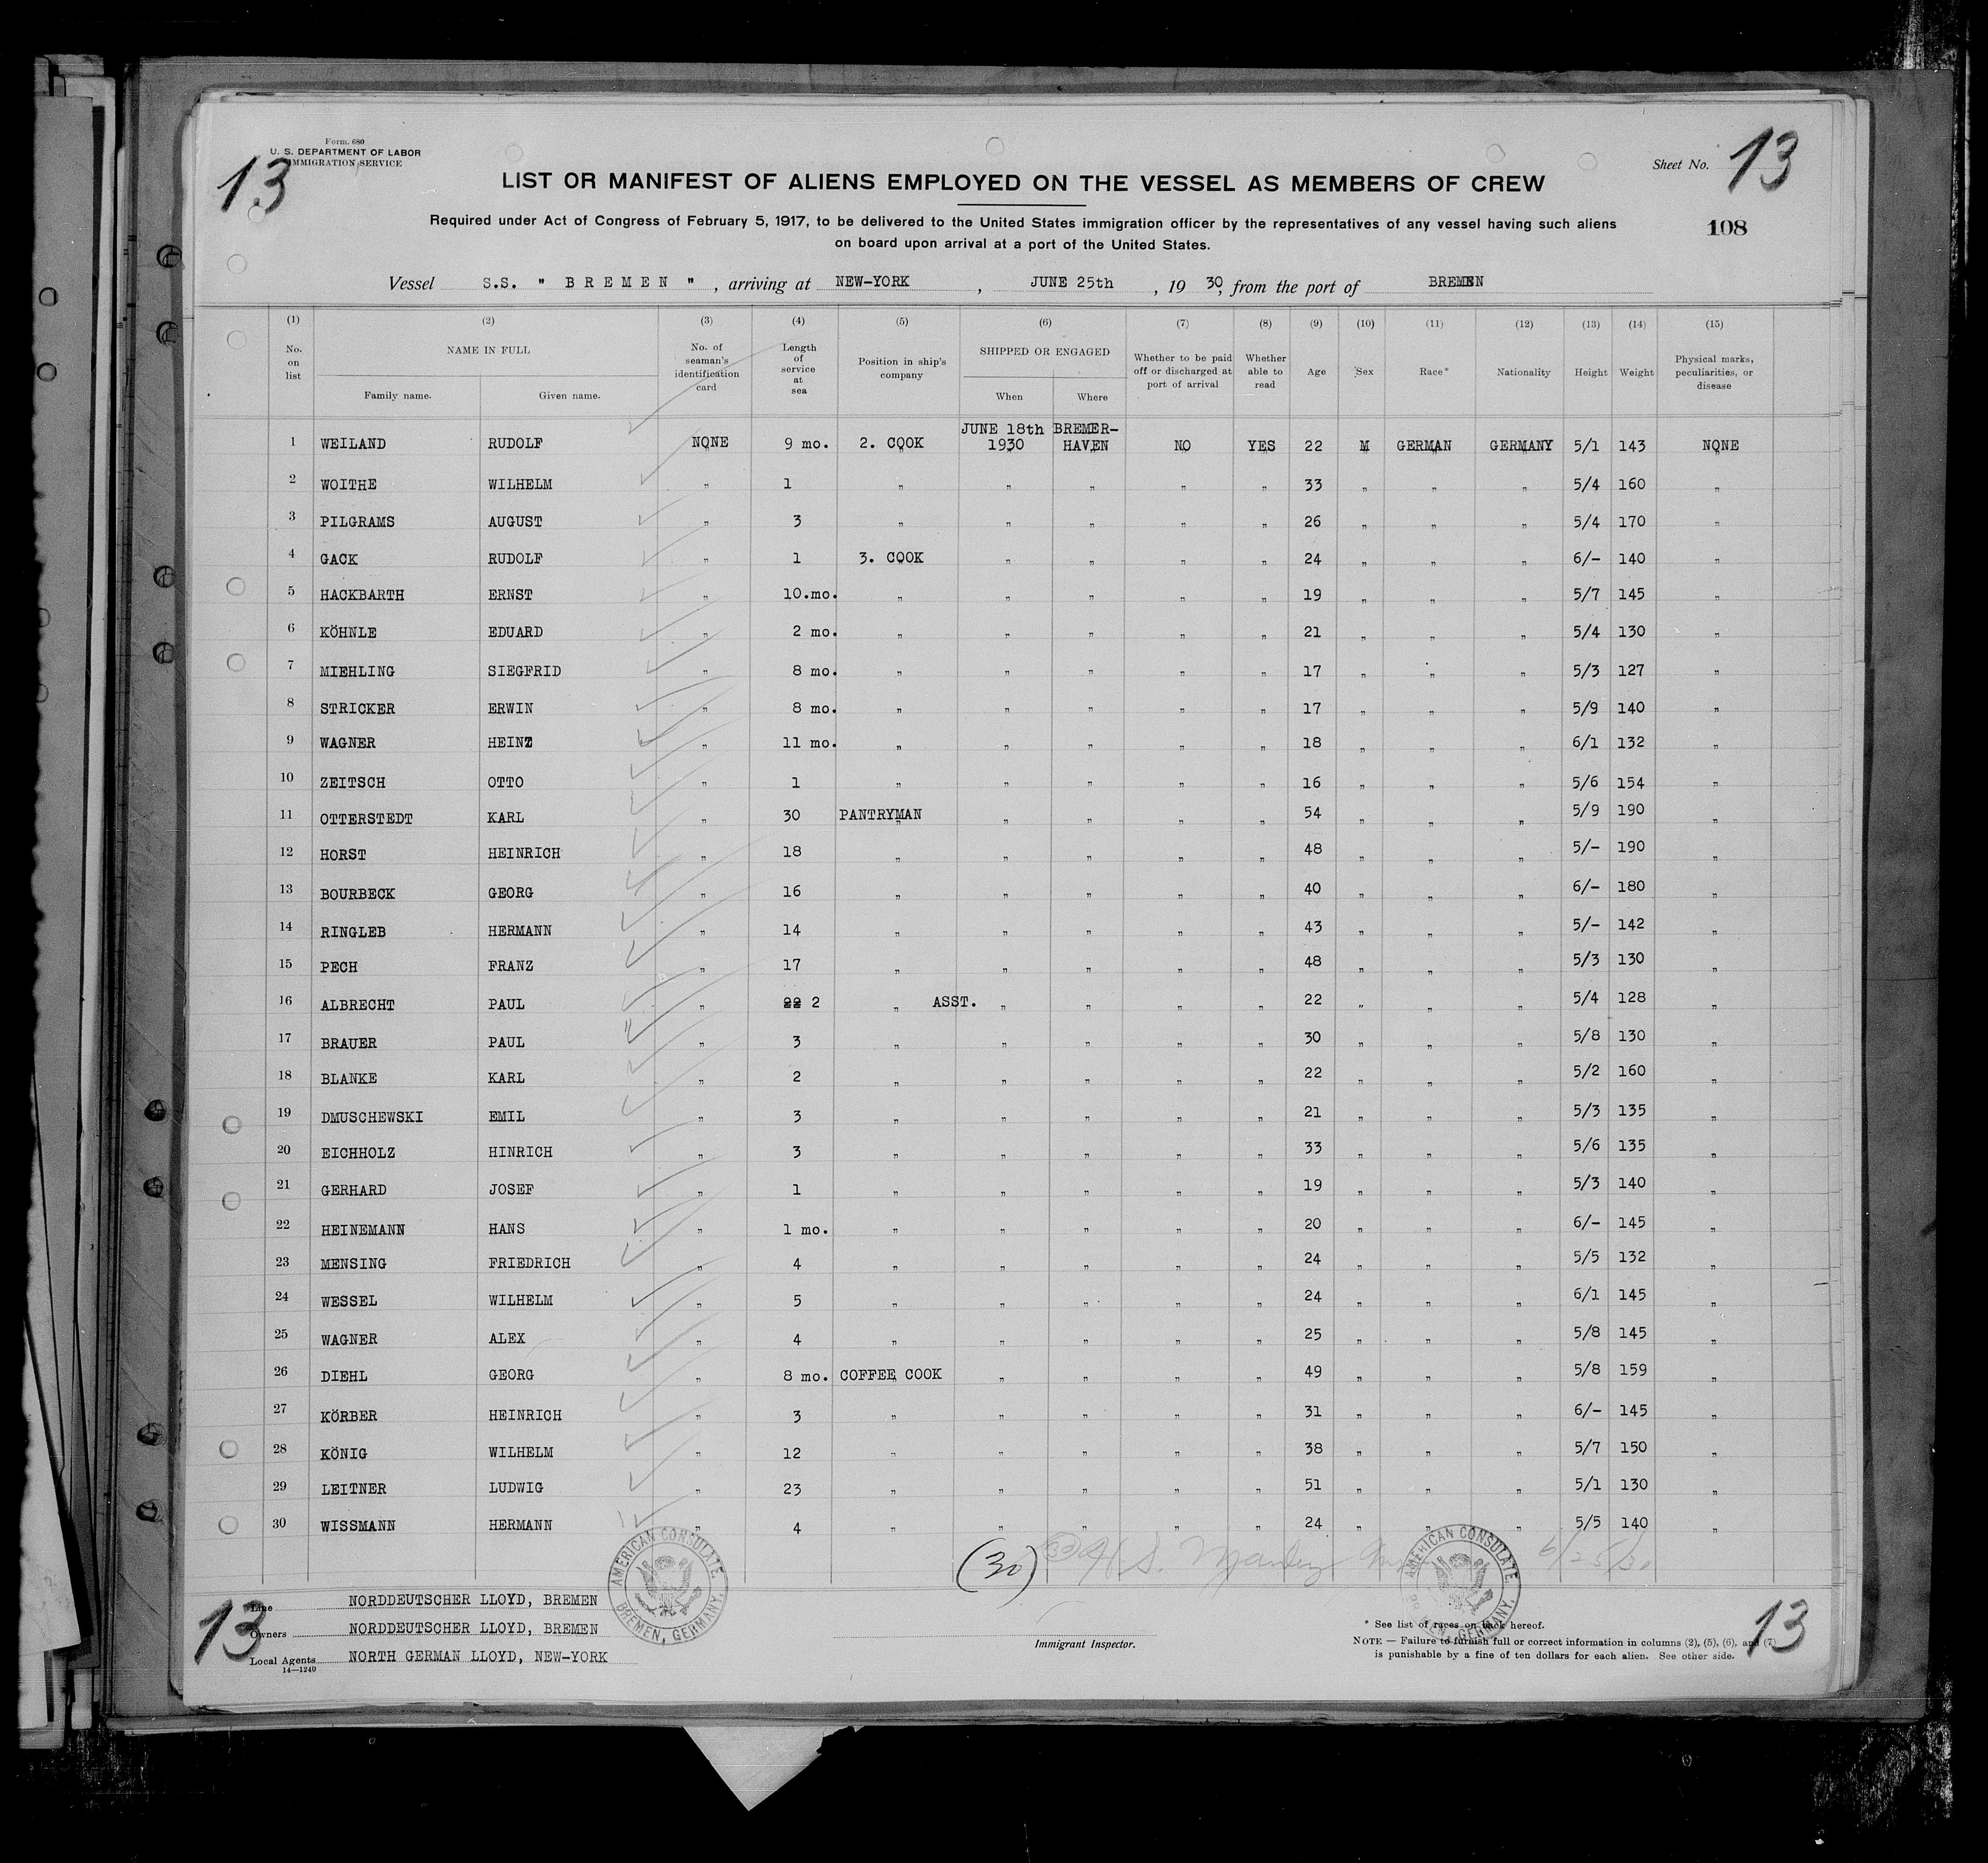 Form. 680
U. S. DEPARTMENT OF LABOR
IMMIGRATION SERVICE
13
Sheet No. 13
LIST OR MANIFEST OF ALIENS EMPLOYED ON THE VESSEL AS MEMBERS OF CREW
Required under Act of Congress of February 5, 1917, to be delivered to the United States immigration officer by the representatives of any vessel having such aliens
on board upon arrival at a port of the United States.
108
Vessel S.S. " B R E M E N " , arriving at NEW-YORK , JUNE 25th , 19 30, from the port of BREMEN
(1) (2) (3) (4) (5) (6) (7) (8) (9) (10) (11) (12) (13) (14) (15)
No. on list NAME IN FULL Family name. Given name. No. of seaman's identification card Length of service at sea Position in ship's company SHIPPED OR ENGAGED When Where Whether to be paid off or discharged at port of arrival Whether able to read Age Sex Race* Nationality Height Weight Physical marks, peculiarities, or disease
1 WEILAND RUDOLF NONE 9 mo. 2. COOK JUNE 18th 1930 BREMER-HAVEN NO YES 22 M GERMAN GERMANY 5/1 143 NONE
2 WOITHE WILHELM " 1 " " " " " 33 " " " 5/4 160 "
3 PILGRAMS AUGUST " 3 " " " " " 26 " " " 5/4 170 "
4 GACK RUDOLF " 1 3. COOK " " " " 24 " " " 6/- 140 "
5 HACKBARTH ERNST " 10.mo. " " " " " 19 " " " 5/7 145 "
6 KÖHNLE EDUARD " 2 mo. " " " " " 21 " " " 5/4 130 "
7 MIEHLING SIEGFRID " 8 mo. " " " " " 17 " " " 5/3 127 "
8 STRICKER ERWIN " 8 mo. " " " " " 17 " " " 5/9 140 "
9 WAGNER HEINZ " 11 mo. " " " " " 18 " " " 6/1 132 "
10 ZEITSCH OTTO " 1 " " " " " 16 " " " 5/6 154 "
11 OTTERSTEDT KARL " 30 PANTRYMAN " " " " 54 " " " 5/9 190 "
12 HORST HEINRICH " 18 " " " " " 48 " " " 5/- 190 "
13 BOURBECK GEORG " 16 " " " " " 40 " " " 6/- 180 "
14 RINGLEB HERMANN " 14 " " " " " 43 " " " 5/- 142 "
15 PECH FRANZ " 17 " " " " " 48 " " " 5/3 130 "
16 ALBRECHT PAUL " 22 2 " ASST. " " " " 22 " " " 5/4 128 "
17 BRAUER PAUL " 3 " " " " " 30 " " " 5/8 130 "
18 BLANKE KARL " 2 " " " " " 22 " " " 5/2 160 "
19 DMUSCHEWSKI EMIL " 3 " " " " " 21 " " " 5/3 135 "
20 EICHHOLZ HINRICH " 3 " " " " " 33 " " " 5/6 135 "
21 GERHARD JOSEF " 1 " " " " " 19 " " " 5/3 140 "
22 HEINEMANN HANS " 1 mo. " " " " " 20 " " " 6/- 145 "
23 MENSING FRIEDRICH " 4 " " " " " 24 " " " 5/5 132 "
24 WESSEL WILHELM " 5 " " " " " 24 " " " 6/1 145 "
25 WAGNER ALEX " 4 " " " " " 25 " " " 5/8 145 "
26 DIEHL GEORG " 8 mo. COFFEE COOK " " " " 49 " " " 5/8 159 "
27 KÖRBER HEINRICH " 3 " " " " " 31 " " " 6/- 145 "
28 KÖNIG WILHELM " 12 " " " " " 38 " " " 5/7 150 "
29 LEITNER LUDWIG " 23 " " " " " 51 " " " 5/1 130 "
30 WISSMANN HERMANN " 4 " " " " " 24 " " " 5/5 140 "
(30) 6/25/30
AMERICAN CONSULATE. BREMEN, GERMANY.
AMERICAN CONSULATE. BREMEN, GERMANY.
13
Line NORDDEUTSCHER LLOYD, BREMEN
Owners NORDDEUTSCHER LLOYD, BREMEN
Local Agents NORTH GERMAN LLOYD, NEW-YORK
14—1240
Immigrant Inspector.
* See list of races on back hereof.
NOTE — Failure to furnish full or correct information in columns (2), (5), (6), and (7)
is punishable by a fine of ten dollars for each alien. See other side.
13